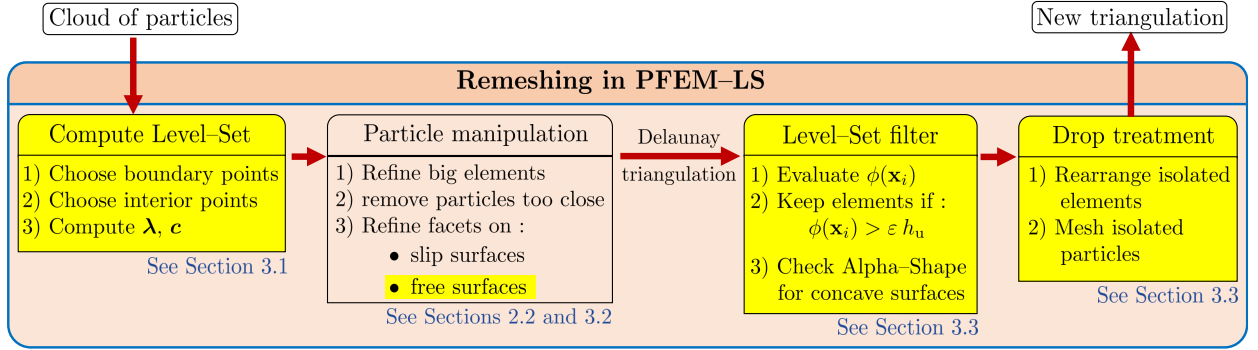 Cloud of particles
New triangulation
Remeshing in PFEM–LS
Compute Level–Set
1) Choose boundary points
2) Choose interior points
3) Compute λ, c
See Section 3.1
Particle manipulation
1) Refine big elements
2) remove particles too close
3) Refine facets on :
• slip surfaces
• free surfaces
See Sections 2.2 and 3.2
Delaunay
triangulation
Level–Set filter
1) Evaluate ϕ(xᵢ)
2) Keep elements if :
ϕ(xᵢ) > ε hᵤ
3) Check Alpha–Shape
for concave surfaces
See Section 3.3
Drop treatment
1) Rearrange isolated
elements
2) Mesh isolated
particles
See Section 3.3